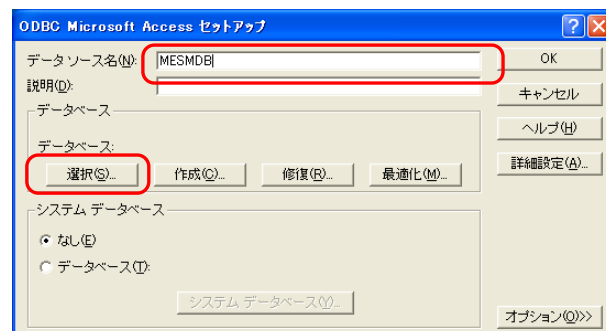 ODBC Microsoft Access セットアップ
データ ソース名(N): MESMDB
OK
説明(D):
キャンセル
データベース
ヘルプ(H)
データベース:
詳細設定(A)...
選択(S)... 作成(C)... 修復(R)... 最適化(M)...
システム データベース
なし(E)
データベース(T):
システム データベース(Y)...
オプション(O)>>